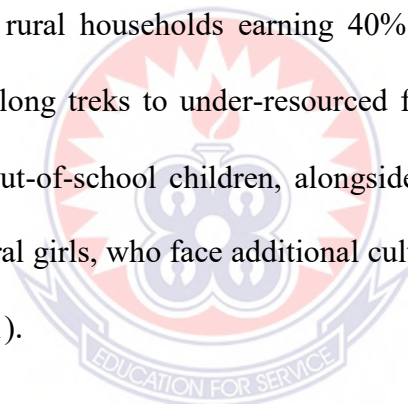 rural households earning 40%
long treks to under-resourced f
ut-of-school children, alongside
ral girls, who face additional cul
).
EDUCATION FOR SERVICE